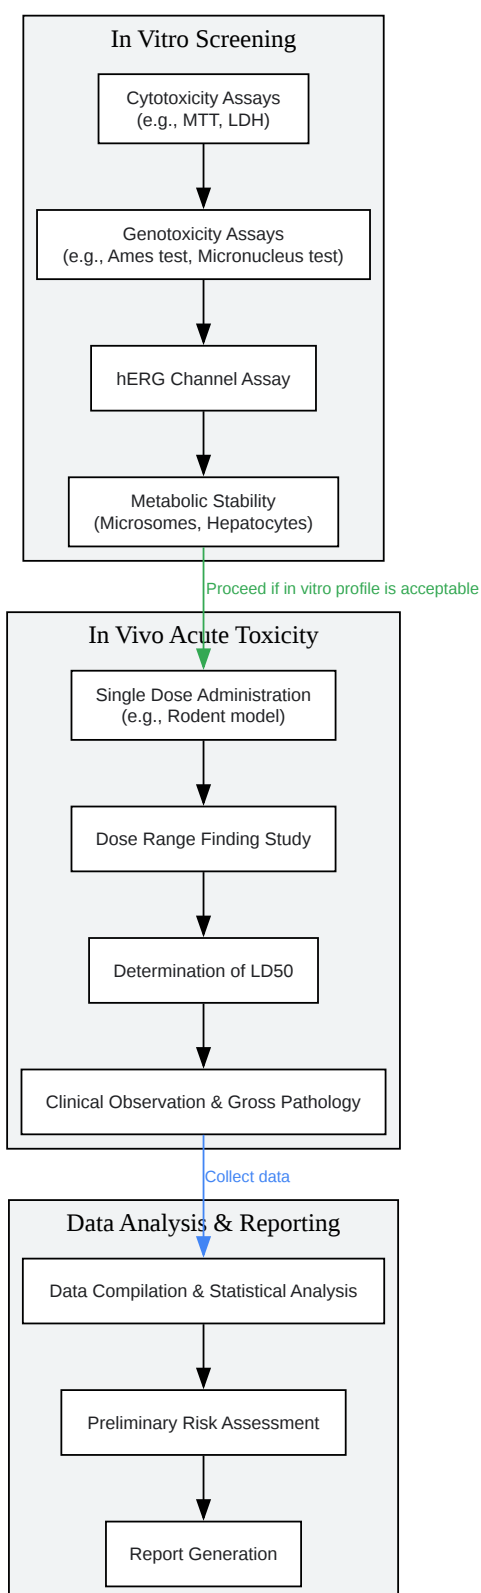 In Vitro Screening
Cytotoxicity Assays
(e.g., MTT, LDH)
Genotoxicity Assays
(e.g., Ames test, Micronucleus test)
hERG Channel Assay
Metabolic Stability
(Microsomes, Hepatocytes)
Proceed if in vitro profile is acceptable
In Vivo Acute Toxicity
Single Dose Administration
(e.g., Rodent model)
Dose Range Finding Study
Determination of LD50
Clinical Observation & Gross Pathology
Collect data
Data Analysis & Reporting
Data Compilation & Statistical Analysis
Preliminary Risk Assessment
Report Generation